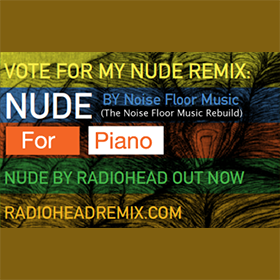 VOTE FOR MY NUDE REMIX:
NUDE BY Noise Floor Music
(The Noise Floor Music Rebuild)
For Piano
NUDE BY RADIOHEAD OUT NOW
RADIOHEADREMIX.COM